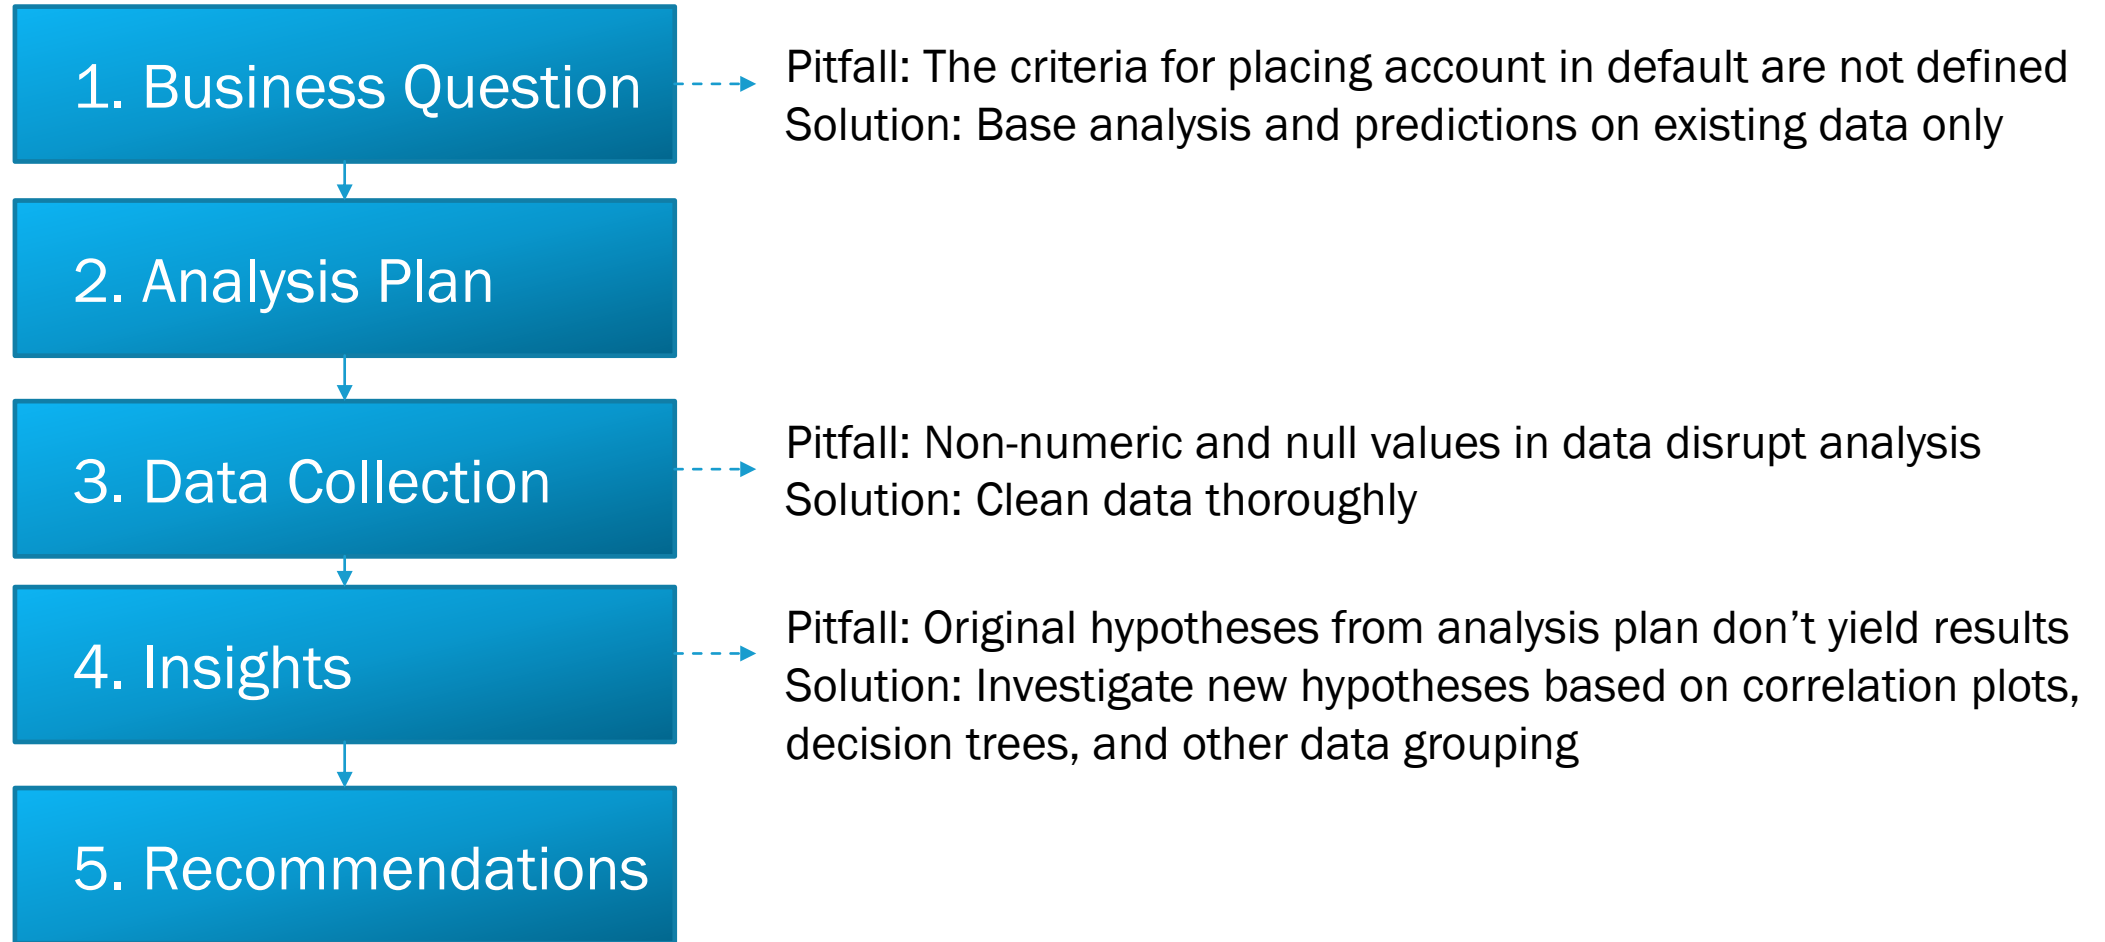 1. Business Question
Pitfall: The criteria for placing account in default are not defined
Solution: Base analysis and predictions on existing data only
2. Analysis Plan
3. Data Collection
Pitfall: Non-numeric and null values in data disrupt analysis
Solution: Clean data thoroughly
4. Insights
Pitfall: Original hypotheses from analysis plan don’t yield results
Solution: Investigate new hypotheses based on correlation plots,
decision trees, and other data grouping
5. Recommendations